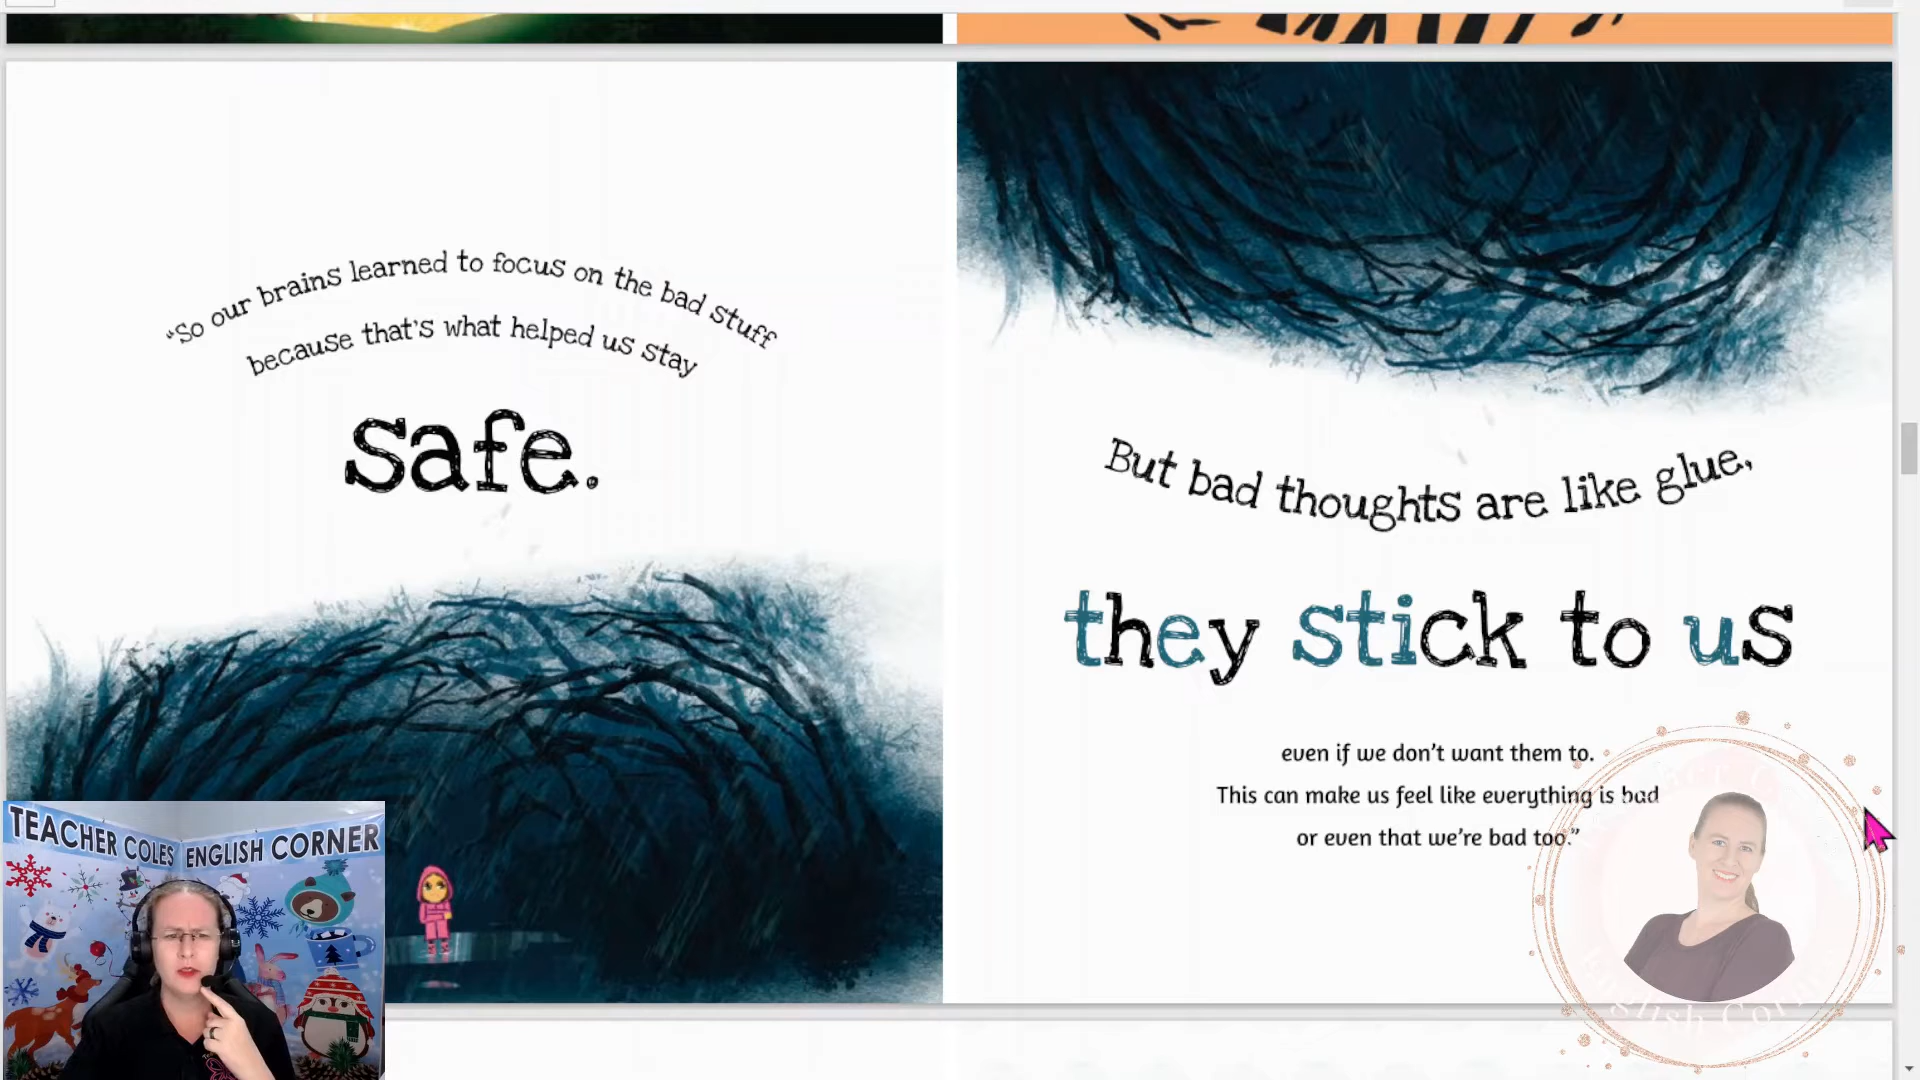 “So our brains learned to focus on the bad stuff
because that’s what helped us stay
safe.
But bad thoughts are like glue,
they stick to us
even if we don’t want them to.
This can make us feel like everything is bad
or even that we’re bad too.”
TEACHER COLES ENGLISH CORNER
English Corner